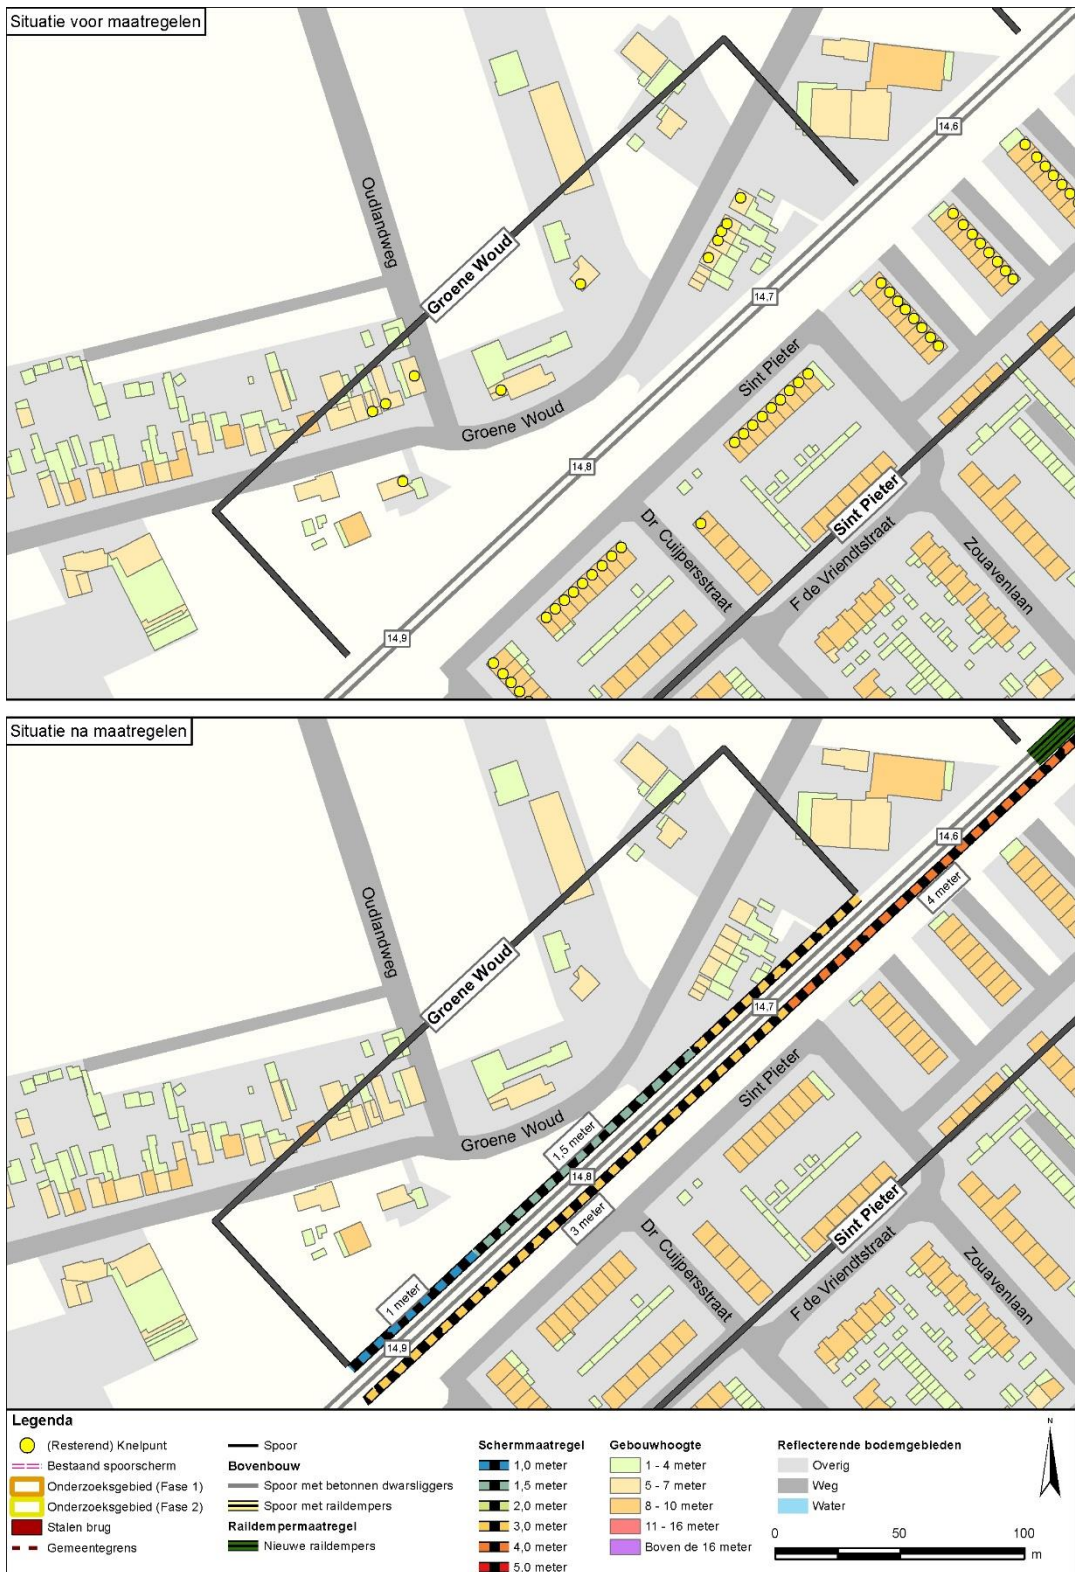 Situatie voor maatregelen
14,6
Oudlandweg
Groene Woud
14,7
Sint Pieter
Groene Woud
14,8
Sint Pieter
Dr Cuijpersstraat
F de Vriendtstraat
Zouavenlaan
14,9
Situatie na maatregelen
14,6
4 meter
Oudlandweg
Groene Woud
14,7
Sint Pieter
Groene Woud
1,5 meter
14,8
3 meter
Sint Pieter
Dr Cuijpersstraat
F de Vriendtstraat
Zouavenlaan
1 meter
14,9
Legenda
(Resterend) Knelpunt
Bestaand spoorscherm
Onderzoeksgebied (Fase 1)
Onderzoeksgebied (Fase 2)
Stalen brug
Gemeentegrens
Spoor
Bovenbouw
Spoor met betonnen dwarsliggers
Spoor met raildempers
Raildempermaatregel
Nieuwe raildempers
Schermmaatregel
1,0 meter
1,5 meter
2,0 meter
3,0 meter
4,0 meter
5,0 meter
Gebouwhoogte
1 - 4 meter
5 - 7 meter
8 - 10 meter
11 - 16 meter
Boven de 16 meter
Reflecterende bodemgebieden
Overig
Weg
Water
N
0 50 100
m